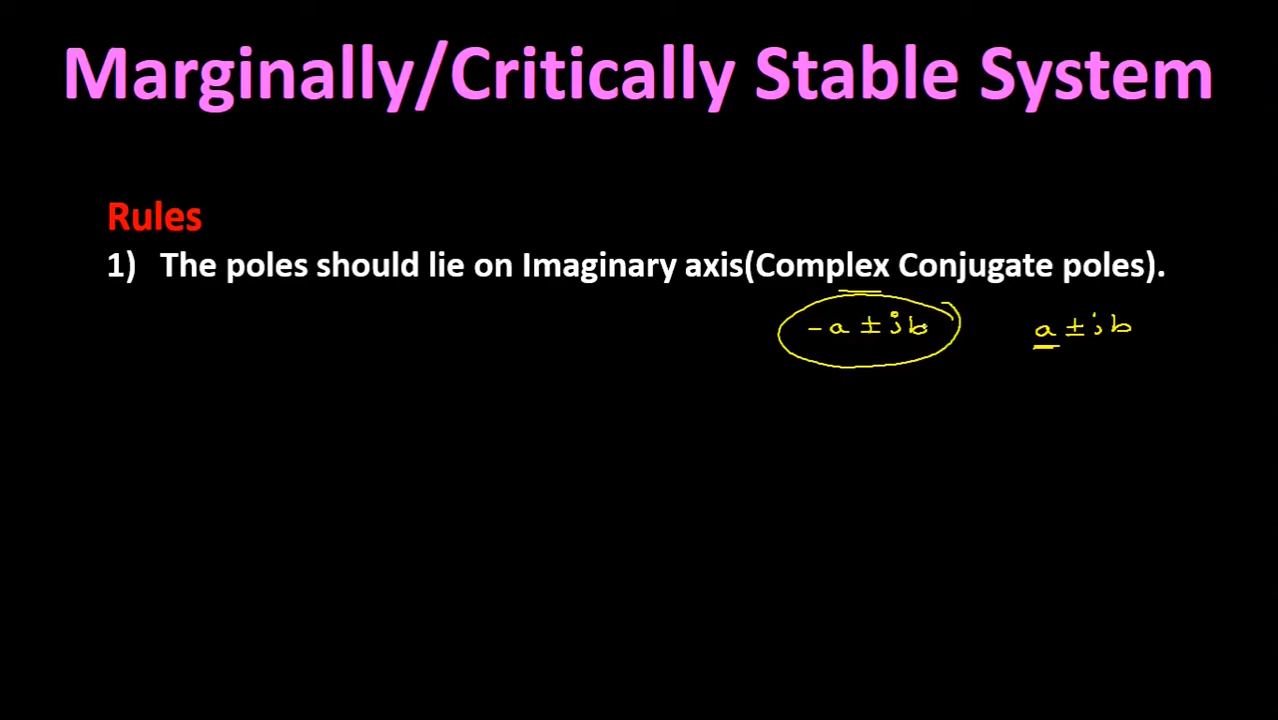 Marginally/Critically Stable System
Rules
1) The poles should lie on Imaginary axis(Complex Conjugate poles).
-a ± jb a ± jb